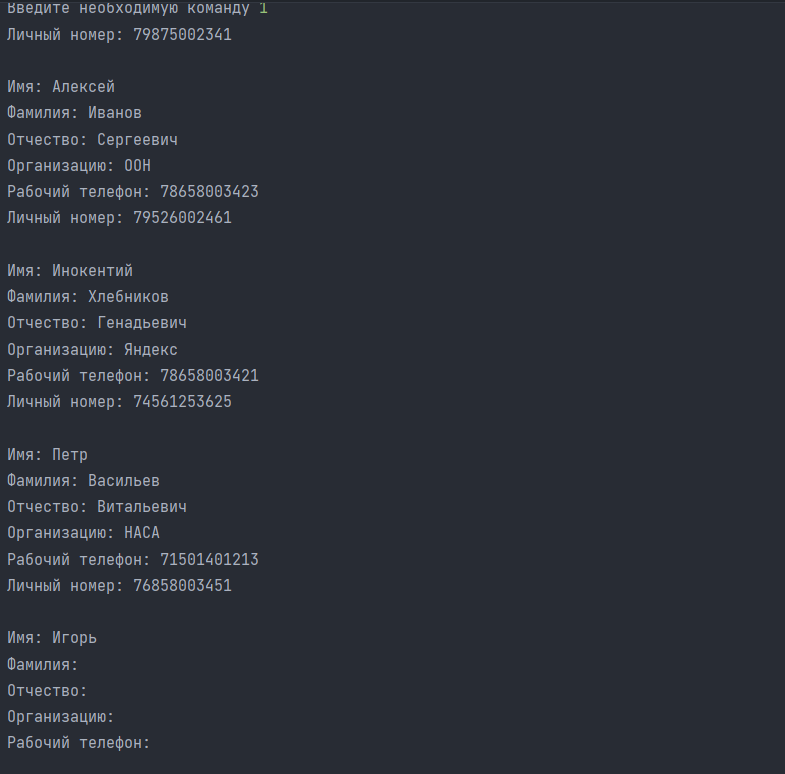 Введите необходимую команду 1
Личный номер: 79875002341
Имя: Алексей
Фамилия: Иванов
Отчество: Сергеевич
Организацию: ООН
Рабочий телефон: 78658003423
Личный номер: 79526002461
Имя: Инокентий
Фамилия: Хлебников
Отчество: Генадьевич
Организацию: Яндекс
Рабочий телефон: 78658003421
Личный номер: 74561253625
Имя: Петр
Фамилия: Васильев
Отчество: Витальевич
Организацию: НАСА
Рабочий телефон: 71501401213
Личный номер: 76858003451
Имя: Игорь
Фамилия:
Отчество:
Организацию:
Рабочий телефон: